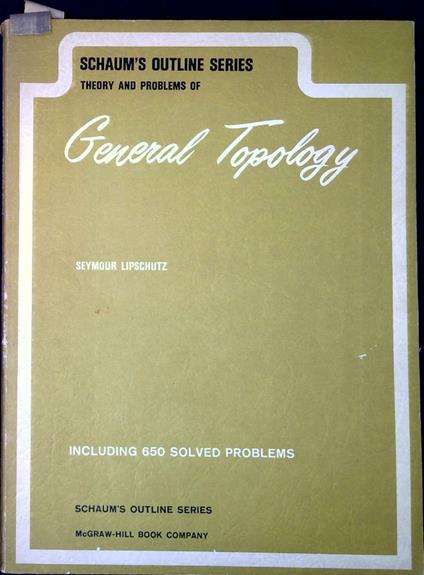 SCHAUM'S OUTLINE SERIES
THEORY AND PROBLEMS OF
General Topology
SEYMOUR LIPSCHUTZ
INCLUDING 650 SOLVED PROBLEMS
SCHAUM'S OUTLINE SERIES
McGRAW-HILL BOOK COMPANY